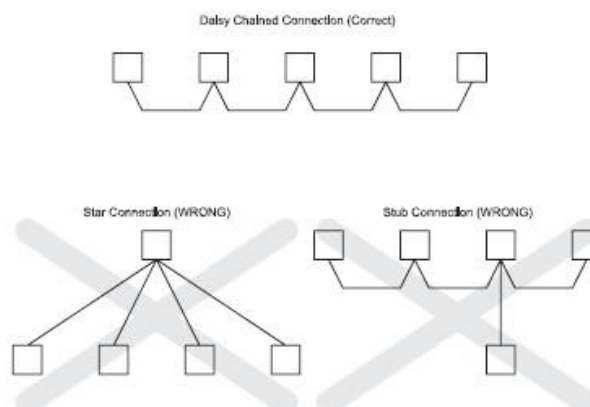 Daisy Chained Connection (Correct)
Star Connection (WRONG)
Stub Connection (WRONG)